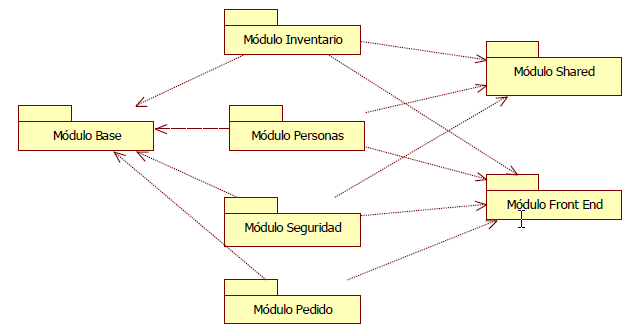 Módulo Inventario
Módulo Shared
Módulo Base
Módulo Personas
Módulo Front End
Módulo Seguridad
Módulo Pedido